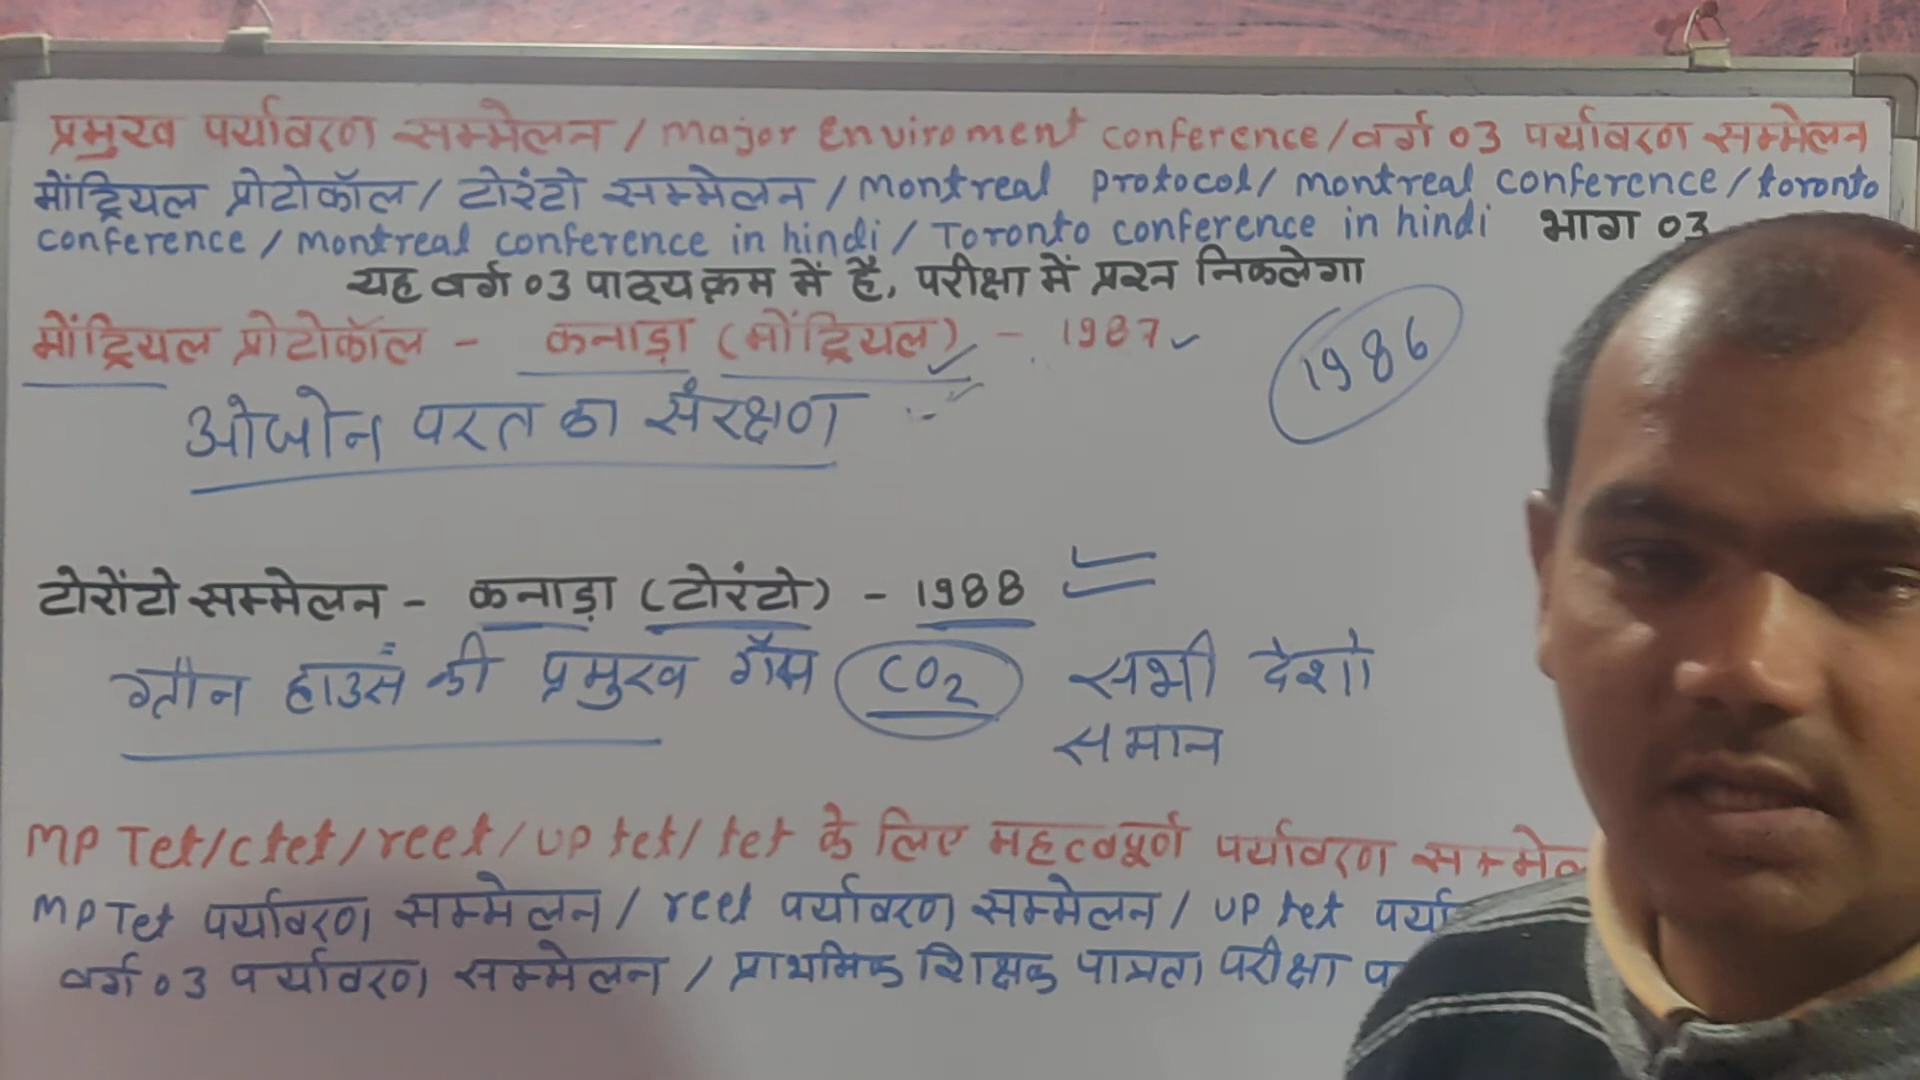 प्रमुख पर्यावरण सम्मेलन / Major Enviroment conference / वर्ग 03 पर्यावरण सम्मेलन
मोंट्रियल प्रोटोकॉल / टोरंटो सम्मेलन / montreal protocol / montreal conference / toronto
conference / montreal conference in hindi / Toronto conference in hindi भाग 03
यह वर्ग 03 पाठ्यक्रम में है, परीक्षा में प्रश्न निकलेगा
मोंट्रियल प्रोटोकॉल - कनाड़ा (मोंट्रियल) - 1987
1986
ओजोन परत का संरक्षण
टोरोंटो सम्मेलन - कनाड़ा (टोरंटो) - 1988
ग्रीन हाउस की प्रमुख गैस CO2 सभी देशो
समान
MP Tet/ctet/reet/UP tet/tet के लिए महत्वपूर्ण पर्यावरण सम्मेल
MP Tet पर्यावरण सम्मेलन / reet पर्यावरण सम्मेलन / UP tet पर्या
वर्ग 03 पर्यावरण सम्मेलन / प्राथमिक शिक्षक पात्रता परीक्षा प